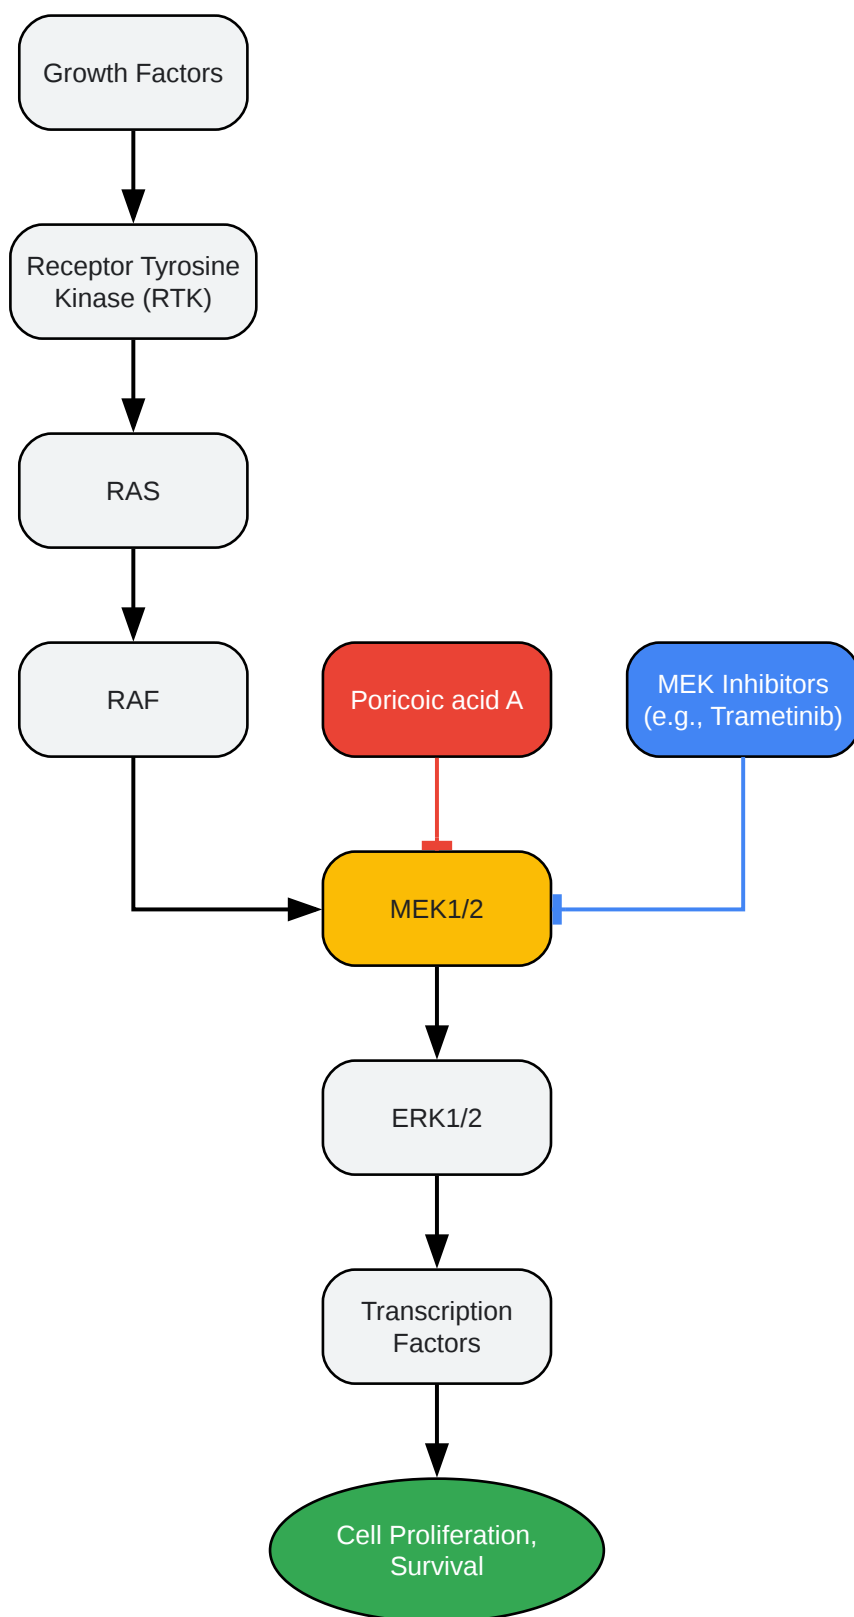 Growth Factors
Receptor Tyrosine
Kinase (RTK)
RAS
RAF
Poricoic acid A
MEK Inhibitors
(e.g., Trametinib)
MEK1/2
ERK1/2
Transcription
Factors
Cell Proliferation,
Survival